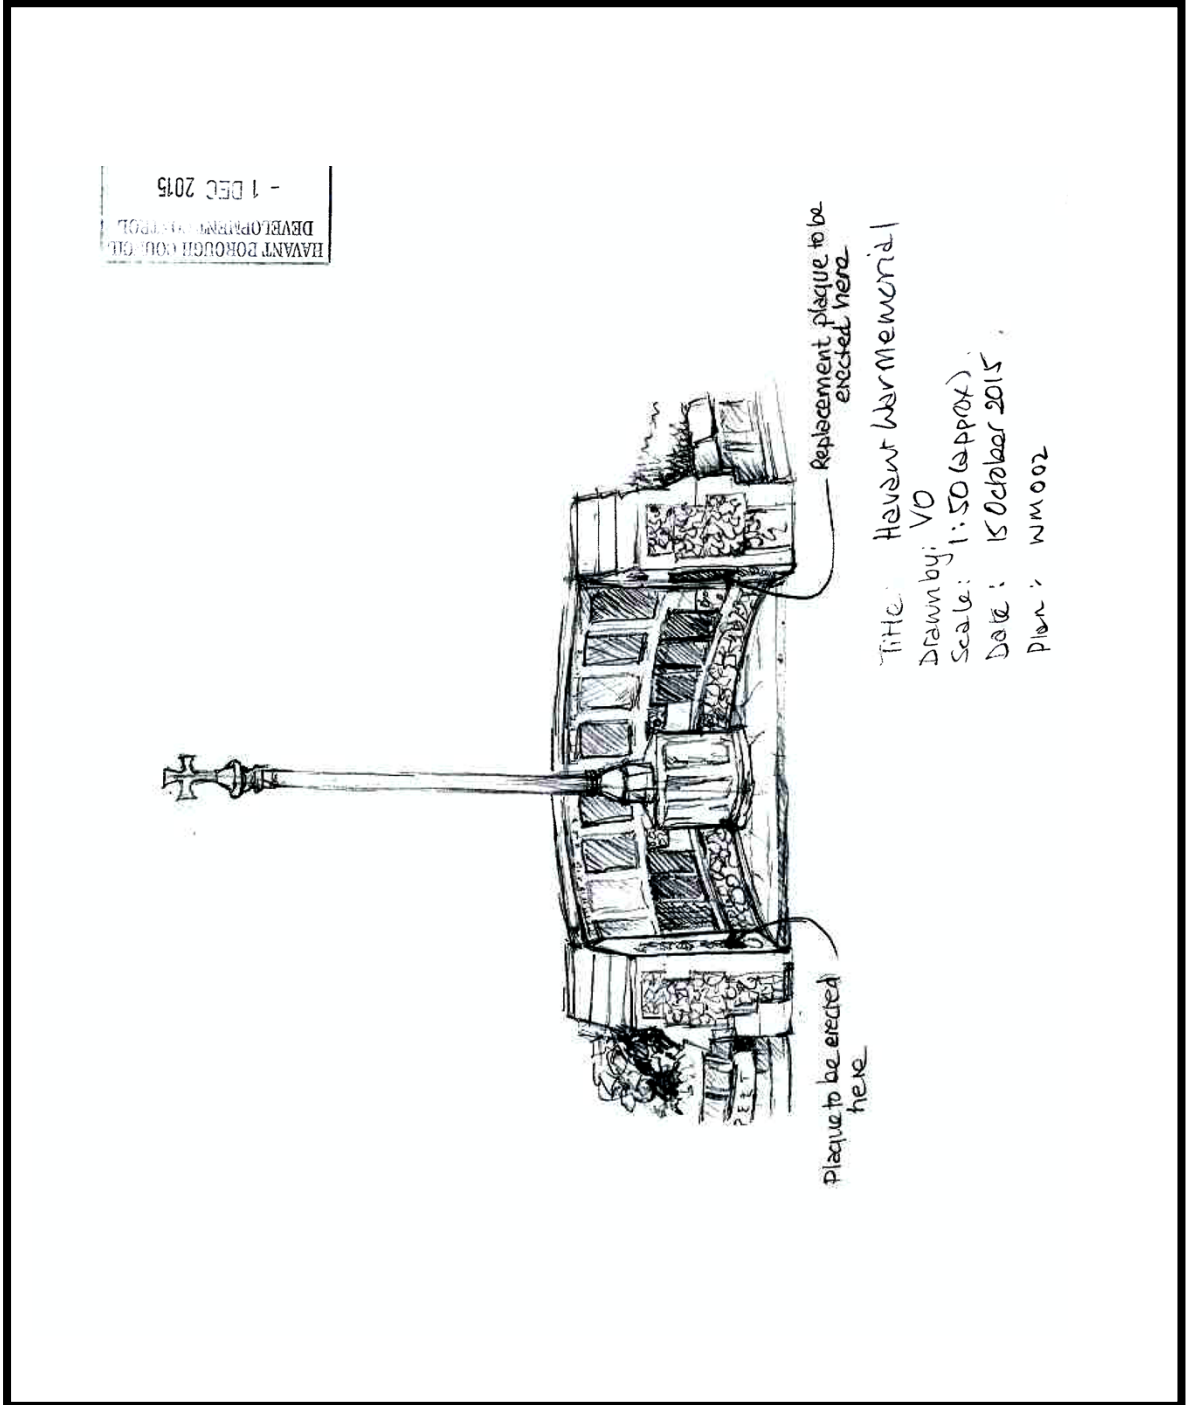 HAVANT BOROUGH COUNCIL
DEVELOPMENT CONTROL
- 1 DEC 2015
Replacement plaque to be
erected here
Plaque to be erected
here
Title: Havant War Memorial
Drawn by: VO
Scale: 1:50 (approx).
Date: 15 October 2015.
Plan: WM002